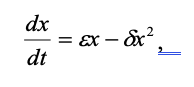 dx/dt = εx − δx²,